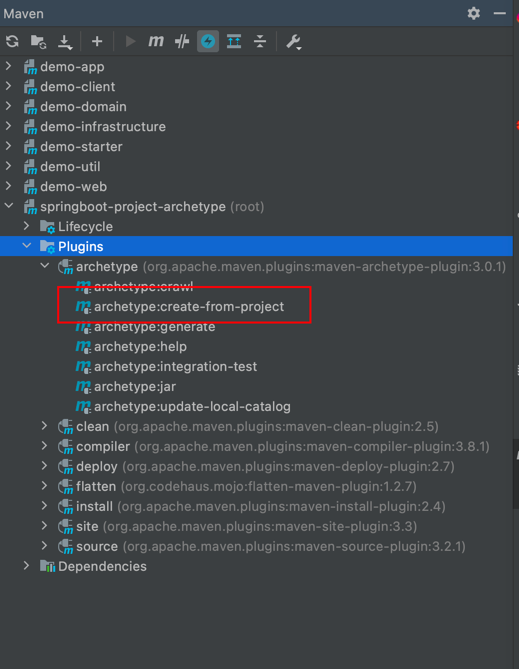 Maven
demo-app
demo-client
demo-domain
demo-infrastructure
demo-starter
demo-util
demo-web
springboot-project-archetype (root)
Lifecycle
Plugins
archetype (org.apache.maven.plugins:maven-archetype-plugin:3.0.1)
archetype:crawl
archetype:create-from-project
archetype:generate
archetype:help
archetype:integration-test
archetype:jar
archetype:update-local-catalog
clean (org.apache.maven.plugins:maven-clean-plugin:2.5)
compiler (org.apache.maven.plugins:maven-compiler-plugin:3.8.1)
deploy (org.apache.maven.plugins:maven-deploy-plugin:2.7)
flatten (org.codehaus.mojo:flatten-maven-plugin:1.2.7)
install (org.apache.maven.plugins:maven-install-plugin:2.4)
site (org.apache.maven.plugins:maven-site-plugin:3.3)
source (org.apache.maven.plugins:maven-source-plugin:3.2.1)
Dependencies